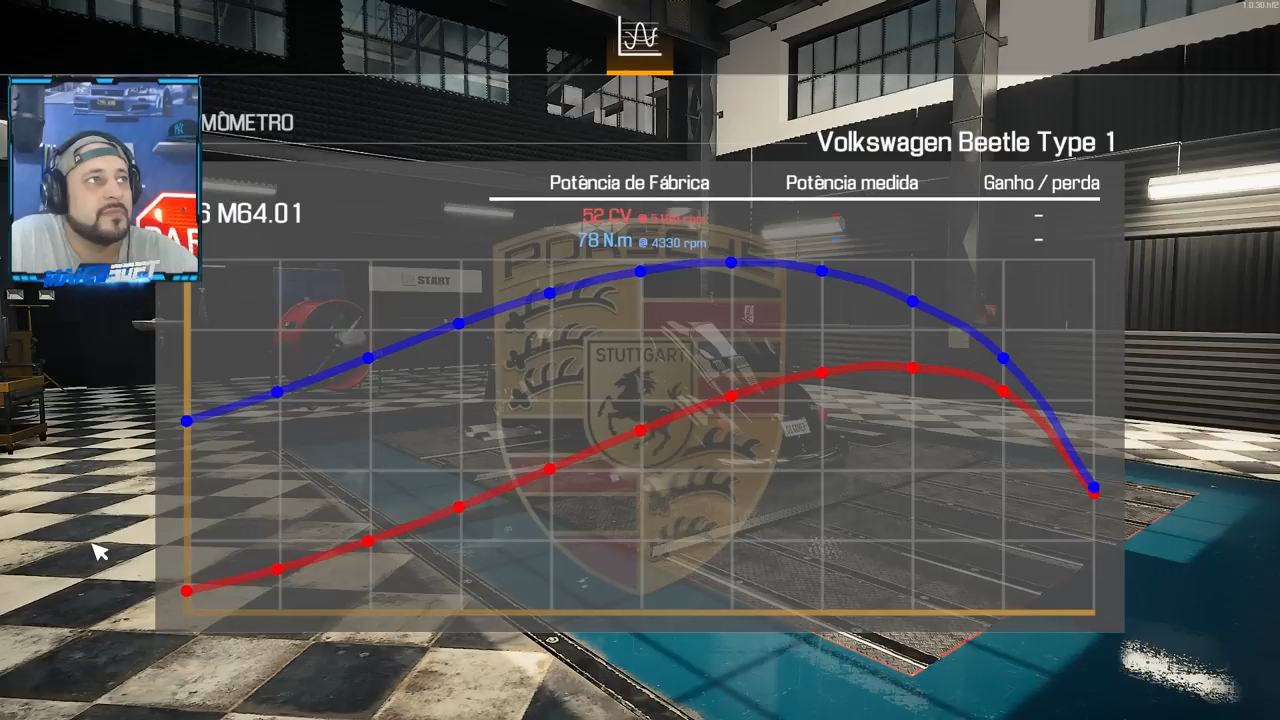 1.0.30.hf2
MÔMETRO
Volkswagen Beetle Type 1
Potência de Fábrica Potência medida Ganho / perda
6 M64.01
52 CV @ rpm - -
78 N.m @ 4330 rpm - -
START
PORSCHE
STUTTGART